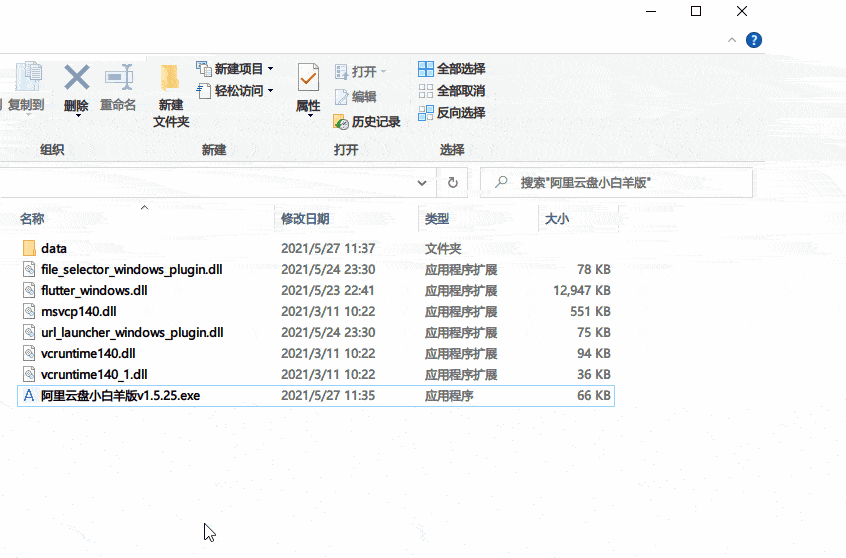 复制到
删除
重命名
新建
文件夹
新建项目
轻松访问
属性
打开
编辑
历史记录
全部选择
全部取消
反向选择
组织
新建
打开
选择
搜索"阿里云盘小白羊版"
名称 修改日期 类型 大小
data 2021/5/27 11:37 文件夹
file_selector_windows_plugin.dll 2021/5/24 23:30 应用程序扩展 78 KB
flutter_windows.dll 2021/5/23 22:41 应用程序扩展 12,947 KB
msvcp140.dll 2021/3/11 10:22 应用程序扩展 551 KB
url_launcher_windows_plugin.dll 2021/5/24 23:30 应用程序扩展 75 KB
vcruntime140.dll 2021/3/11 10:22 应用程序扩展 94 KB
vcruntime140_1.dll 2021/3/11 10:22 应用程序扩展 36 KB
阿里云盘小白羊版v1.5.25.exe 2021/5/27 11:35 应用程序 66 KB